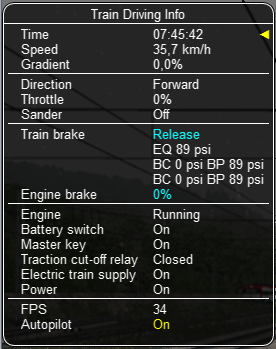 Train Driving Info
Time 07:45:42
Speed 35,7 km/h
Gradient 0,0%
Direction Forward
Throttle 0%
Sander Off
Train brake Release
EQ 89 psi
BC 0 psi BP 89 psi
BC 0 psi BP 89 psi
Engine brake 0%
Engine Running
Battery switch On
Master key On
Traction cut-off relay Closed
Electric train supply On
Power On
FPS 34
Autopilot On